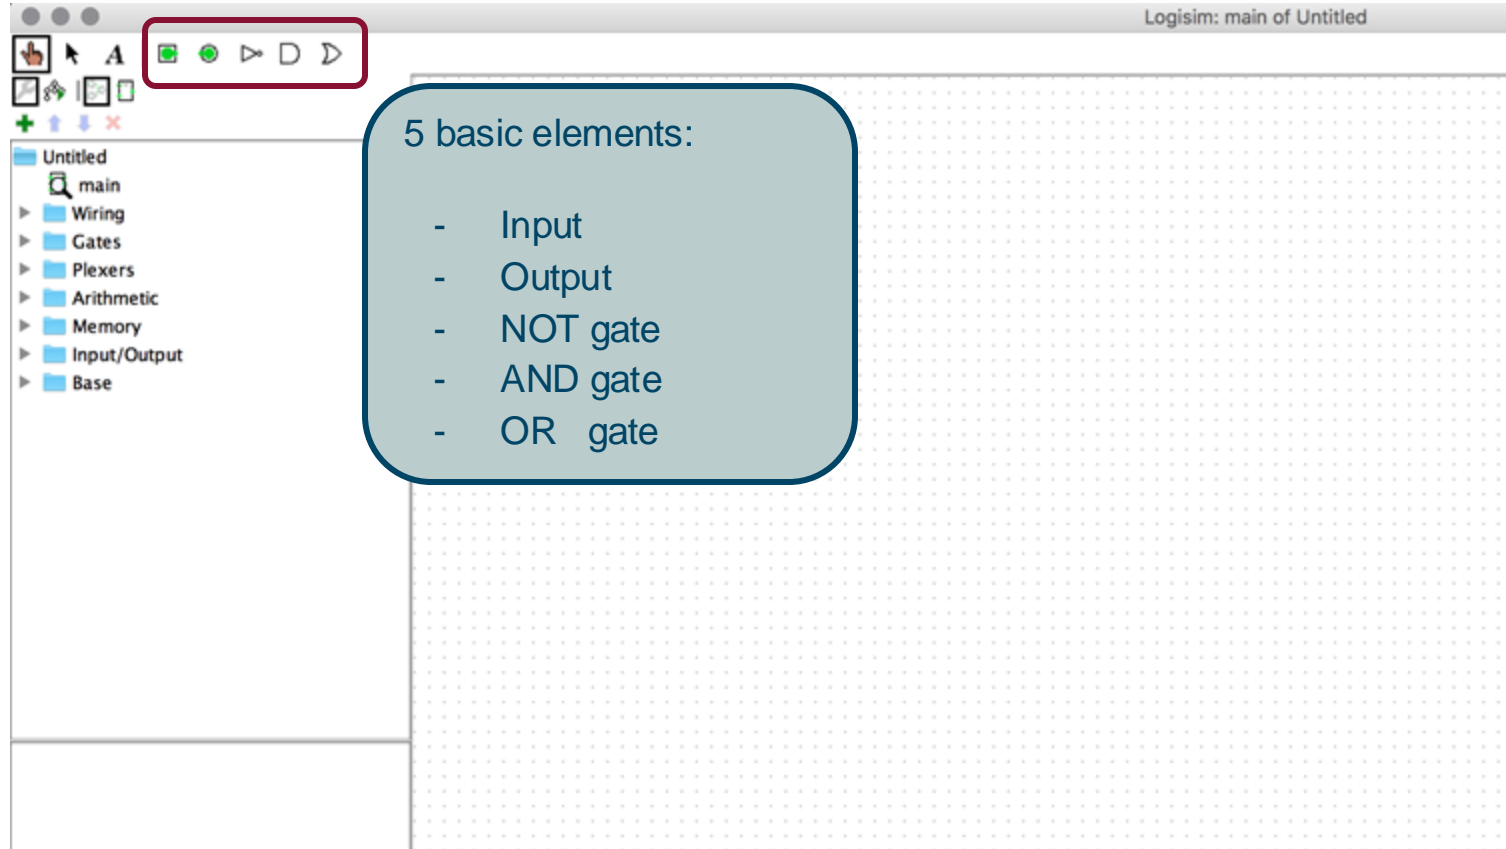 Logisim: main of Untitled
A
Untitled
main
Wiring
Gates
Plexers
Arithmetic
Memory
Input/Output
Base
5 basic elements:
- Input
- Output
- NOT gate
- AND gate
- OR gate